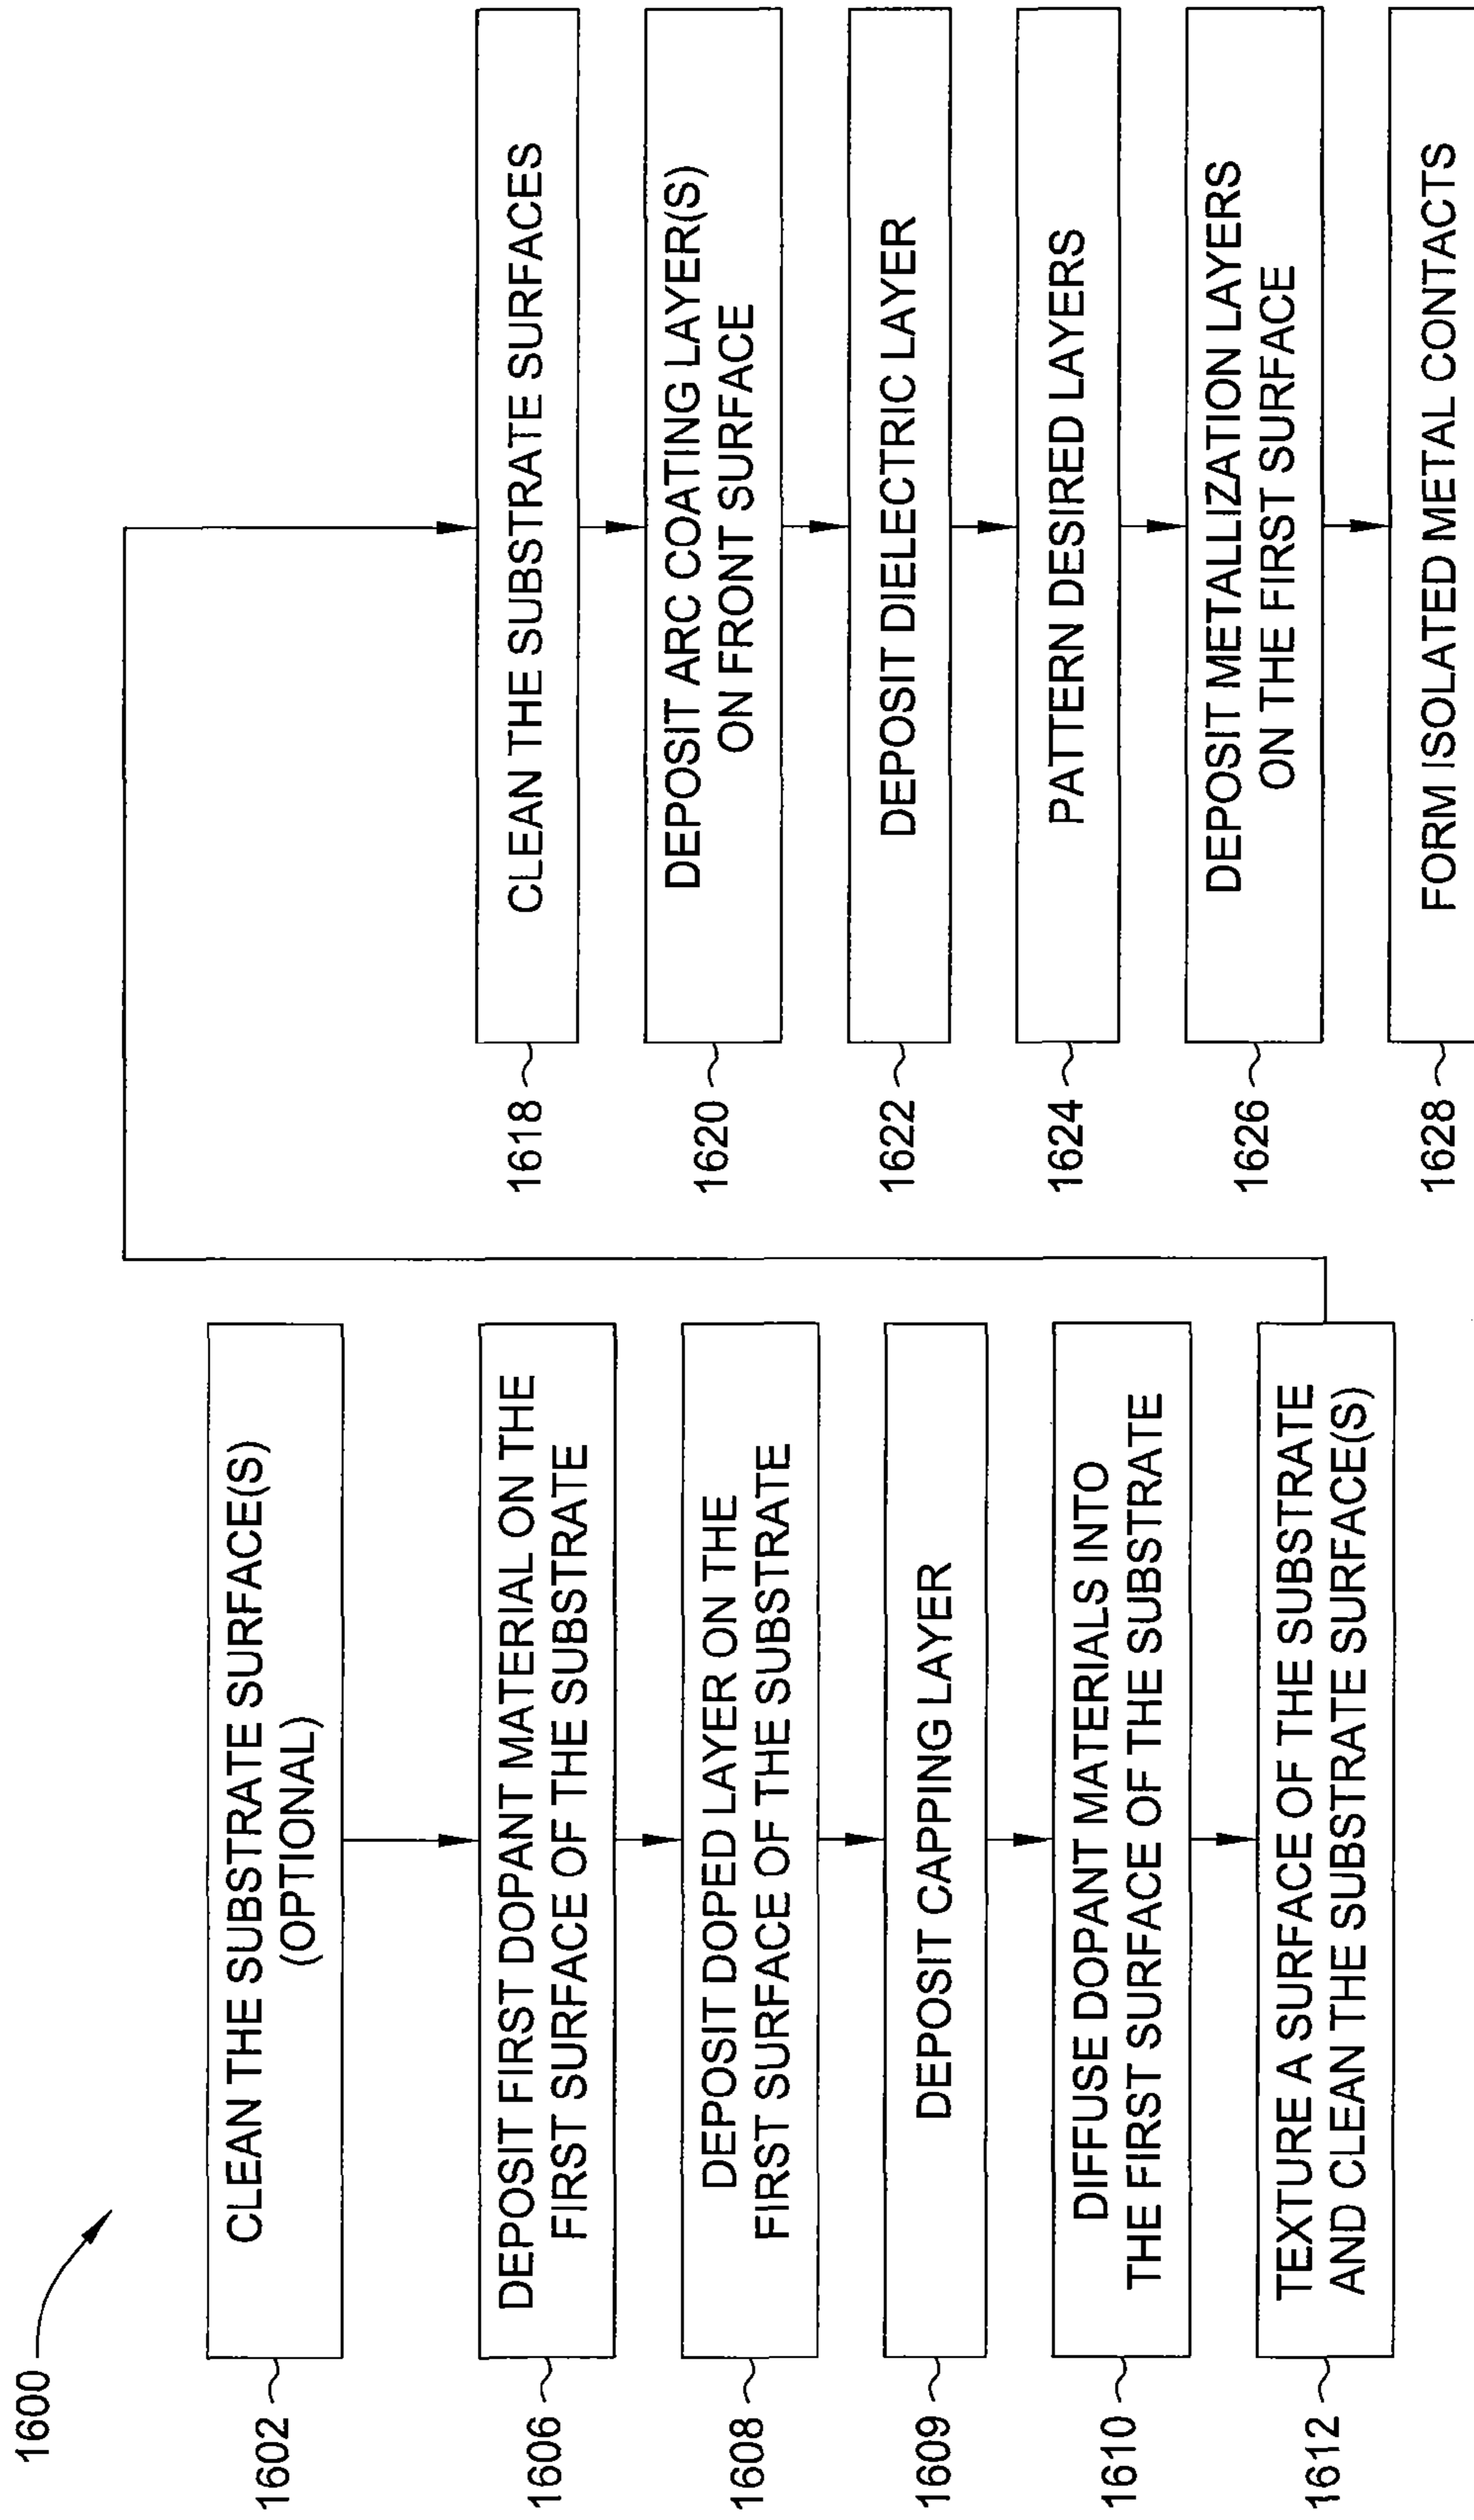 1600
1602
CLEAN THE SUBSTRATE SURFACE(S)
(OPTIONAL)
1606
DEPOSIT FIRST DOPANT MATERIAL ON THE
FIRST SURFACE OF THE SUBSTRATE
1608
DEPOSIT DOPED LAYER ON THE
FIRST SURFACE OF THE SUBSTRATE
1609
DEPOSIT CAPPING LAYER
1610
DIFFUSE DOPANT MATERIALS INTO
THE FIRST SURFACE OF THE SUBSTRATE
1612
TEXTURE A SURFACE OF THE SUBSTRATE
AND CLEAN THE SUBSTRATE SURFACE(S)
1618
CLEAN THE SUBSTRATE SURFACES
1620
DEPOSIT ARC COATING LAYER(S)
ON FRONT SURFACE
1622
DEPOSIT DIELECTRIC LAYER
1624
PATTERN DESIRED LAYERS
1626
DEPOSIT METALLIZATION LAYERS
ON THE FIRST SURFACE
1628
FORM ISOLATED METAL CONTACTS